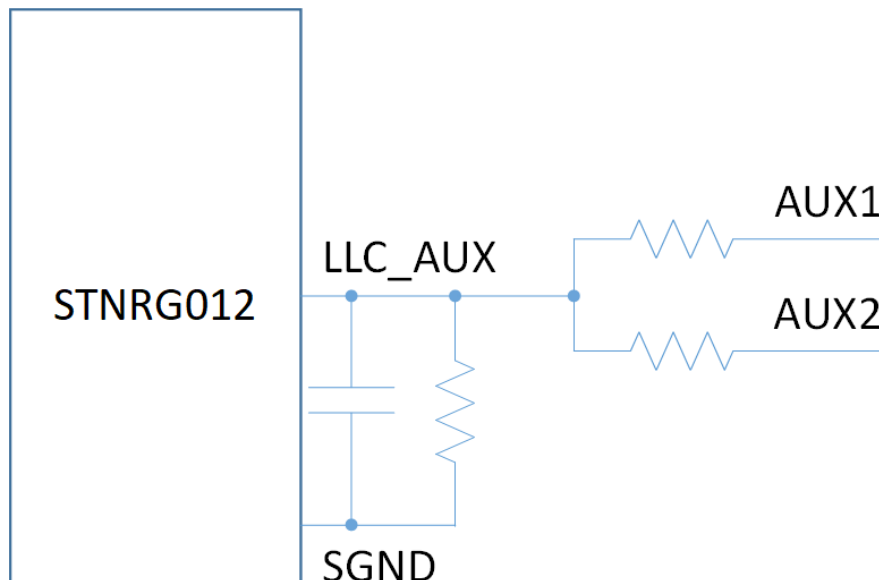 AUX1
LLC_AUX
STNRG012
AUX2
SGND